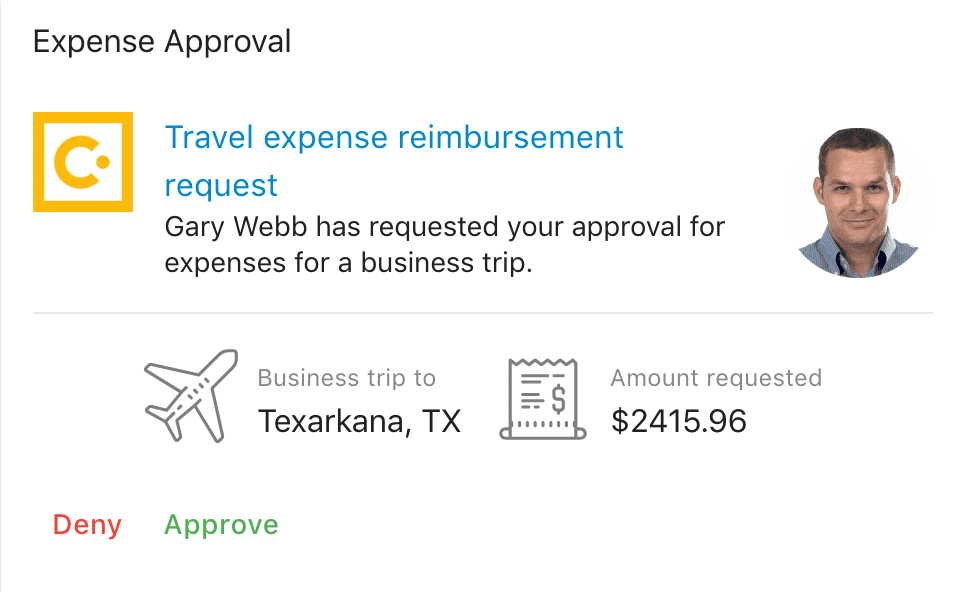 Expense Approval
Travel expense reimbursement
request
Gary Webb has requested your approval for
expenses for a business trip.
Business trip to
Texarkana, TX
Amount requested
$2415.96
Deny
Approve